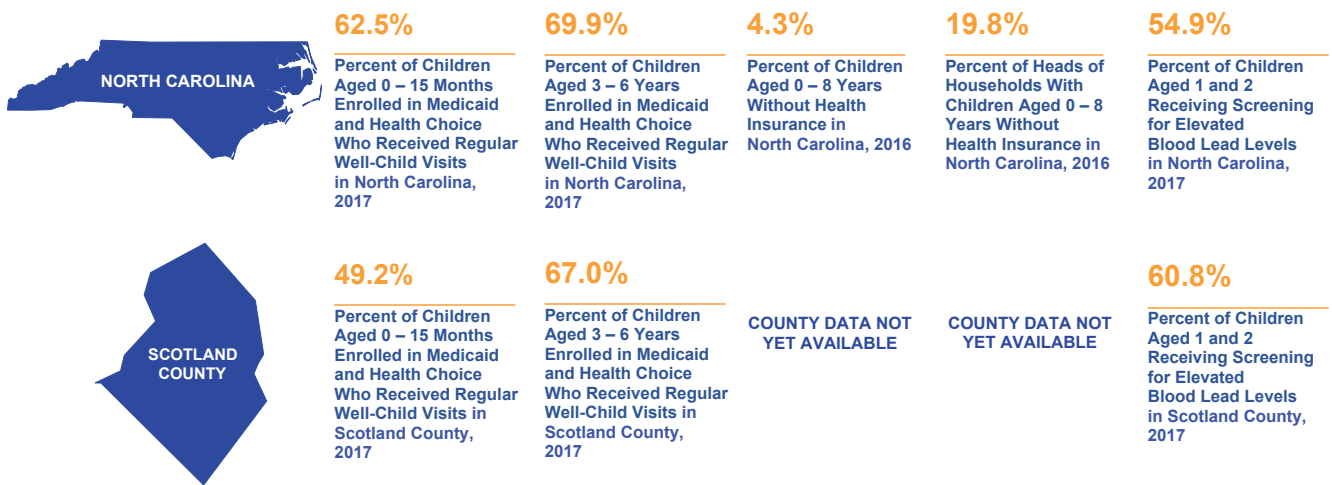 NORTH CAROLINA
62.5%
Percent of Children
Aged 0 – 15 Months
Enrolled in Medicaid
and Health Choice
Who Received Regular
Well-Child Visits
in North Carolina,
2017
69.9%
Percent of Children
Aged 3 – 6 Years
Enrolled in Medicaid
and Health Choice
Who Received Regular
Well-Child Visits
in North Carolina,
2017
4.3%
Percent of Children
Aged 0 – 8 Years
Without Health
Insurance in
North Carolina, 2016
19.8%
Percent of Heads of
Households With
Children Aged 0 – 8
Years Without
Health Insurance in
North Carolina, 2016
54.9%
Percent of Children
Aged 1 and 2
Receiving Screening
for Elevated
Blood Lead Levels
in North Carolina,
2017
SCOTLAND
COUNTY
49.2%
Percent of Children
Aged 0 – 15 Months
Enrolled in Medicaid
and Health Choice
Who Received Regular
Well-Child Visits in
Scotland County,
2017
67.0%
Percent of Children
Aged 3 – 6 Years
Enrolled in Medicaid
and Health Choice
Who Received Regular
Well-Child Visits in
Scotland County,
2017
COUNTY DATA NOT
YET AVAILABLE
COUNTY DATA NOT
YET AVAILABLE
60.8%
Percent of Children
Aged 1 and 2
Receiving Screening
for Elevated
Blood Lead Levels
in Scotland County,
2017